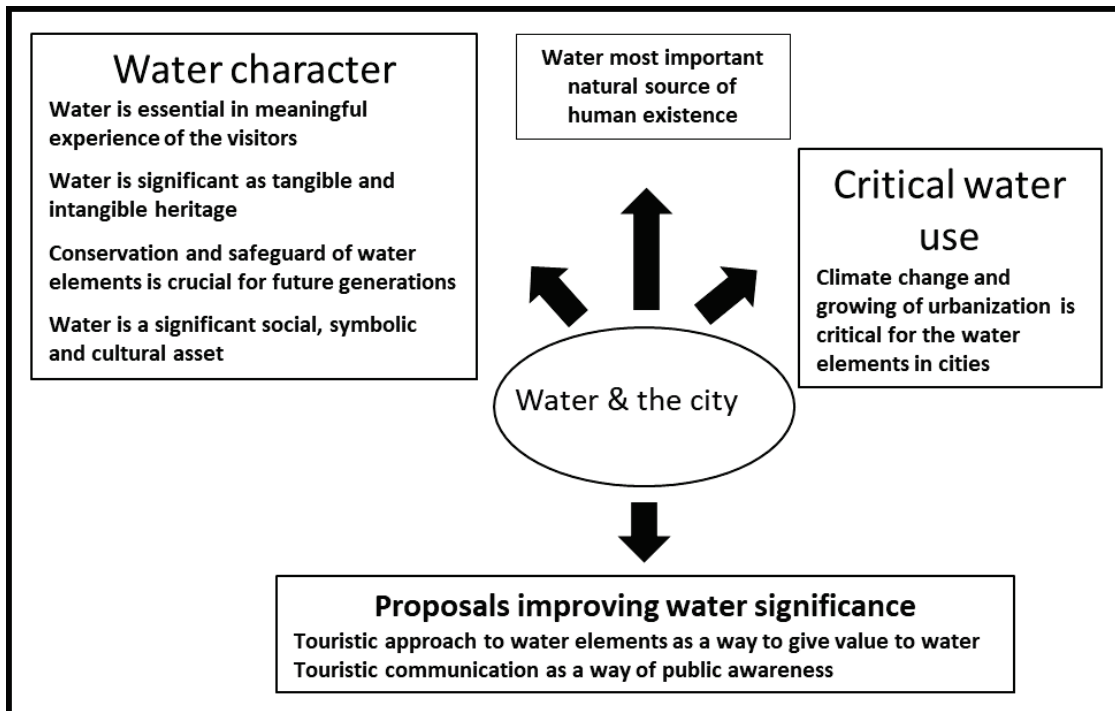 Water character
Water is essential in meaningful
experience of the visitors
Water is significant as tangible and
intangible heritage
Conservation and safeguard of water
elements is crucial for future generations
Water is a significant social, symbolic
and cultural asset
Water most important
natural source of
human existence
Critical water
use
Climate change and
growing of urbanization is
critical for the water
elements in cities
Water & the city
Proposals improving water significance
Touristic approach to water elements as a way to give value to water
Touristic communication as a way of public awareness